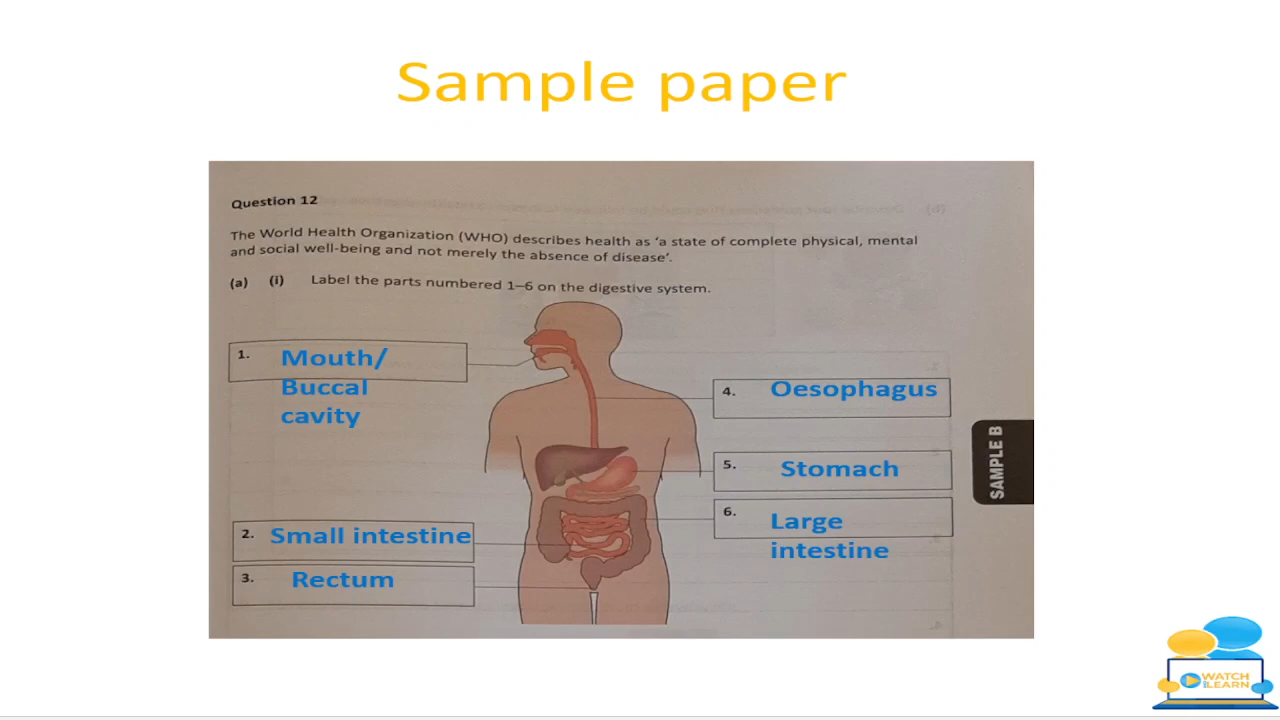 Sample paper
Question 12
The World Health Organization (WHO) describes health as ‘a state of complete physical, mental
and social well-being and not merely the absence of disease’.
(a) (i) Label the parts numbered 1–6 on the digestive system.
1. Mouth/
Buccal
cavity
4. Oesophagus
5. Stomach
6. Large
intestine
2. Small intestine
3. Rectum
SAMPLE B
WATCH
LEARN